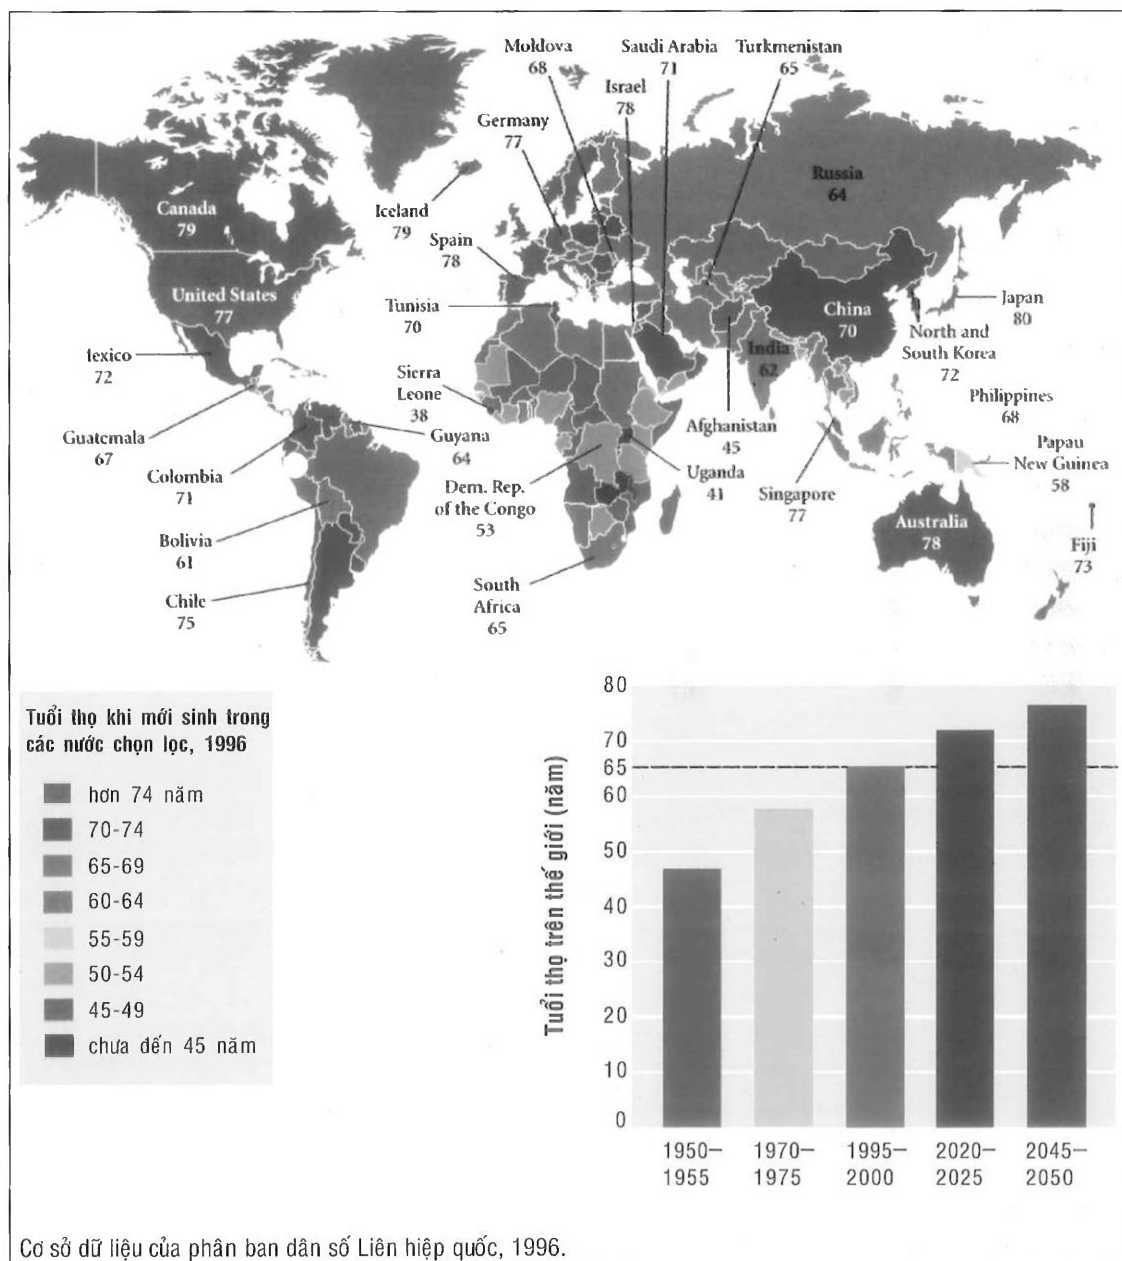 Moldova
68
Saudi Arabia
71
Turkmenistan
65
Israel
78
Germany
77
Russia
64
Canada
79
Iceland
79
Spain
78
United States
77
Tunisia
70
China
70
Japan
80
India
62
North and
South Korea
72
lexico
72
Sierra
Leone
38
Philippines
68
Guatemala
67
Guyana
64
Afghanistan
45
Papau
New Guinea
58
Colombia
71
Dem. Rep.
of the Congo
53
Uganda
41
Singapore
77
Australia
78
Bolivia
61
Fiji
73
Chile
75
South
Africa
65
Tuổi thọ khi mới sinh trong
các nước chọn lọc, 1996
hơn 74 năm
70-74
65-69
60-64
55-59
50-54
45-49
chưa đến 45 năm
Tuổi thọ trên thế giới (năm)
80
70
65
60
50
40
30
20
10
0
1950–
1955
1970–
1975
1995–
2000
2020–
2025
2045–
2050
Cơ sở dữ liệu của phân ban dân số Liên hiệp quốc, 1996.